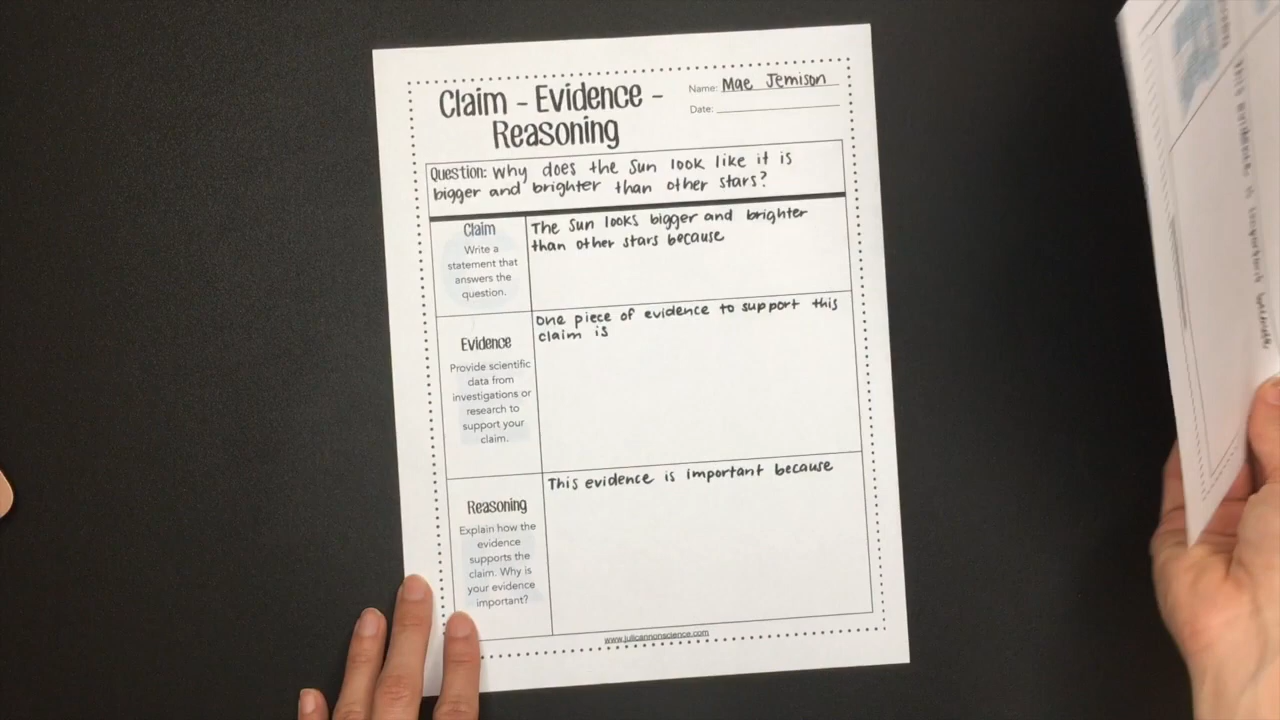 Claim - Evidence -
Reasoning
Name: Mae Jemison
Date:
Question: Why does the Sun look like it is
bigger and brighter than other stars?
Claim
Write a
statement that
answers the
question.
The Sun looks bigger and brighter
than other stars because
Evidence
Provide scientific
data from
investigations or
research to
support your
claim.
One piece of evidence to support this
claim is
Reasoning
Explain how the
evidence
supports the
claim. Why is
your evidence
important?
This evidence is important because
www.julicannonscience.com